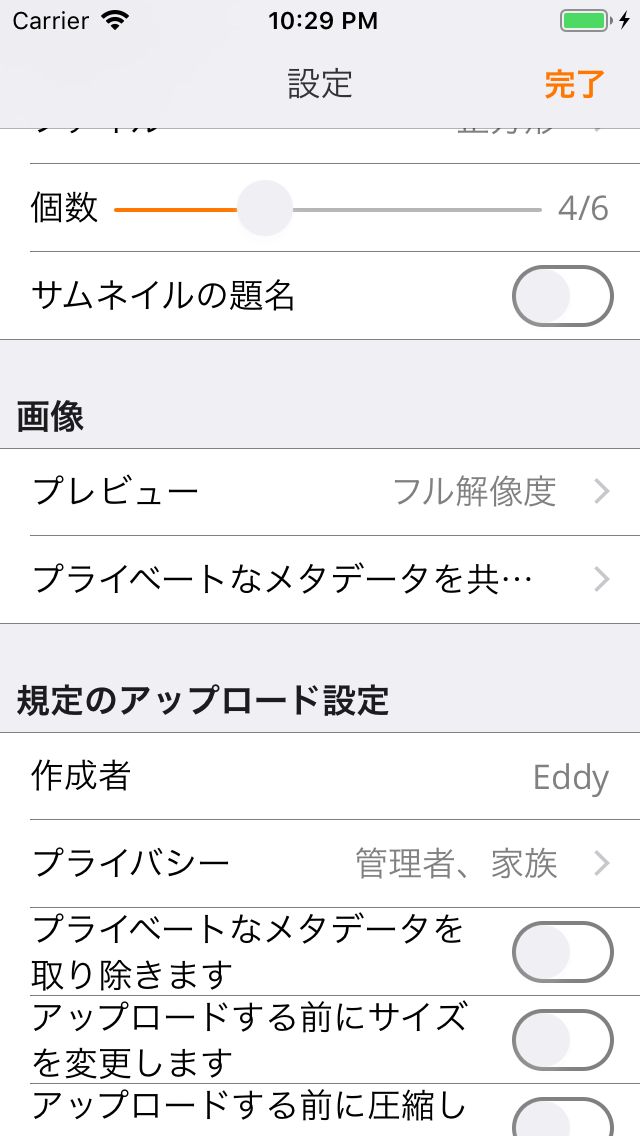 Carrier 10:29 PM
設定 完了
個数 4/6
サムネイルの題名
画像
プレビュー フル解像度
プライベートなメタデータを共…
規定のアップロード設定
作成者 Eddy
プライバシー 管理者、家族
プライベートなメタデータを
取り除きます
アップロードする前にサイズ
を変更します
アップロードする前に圧縮し